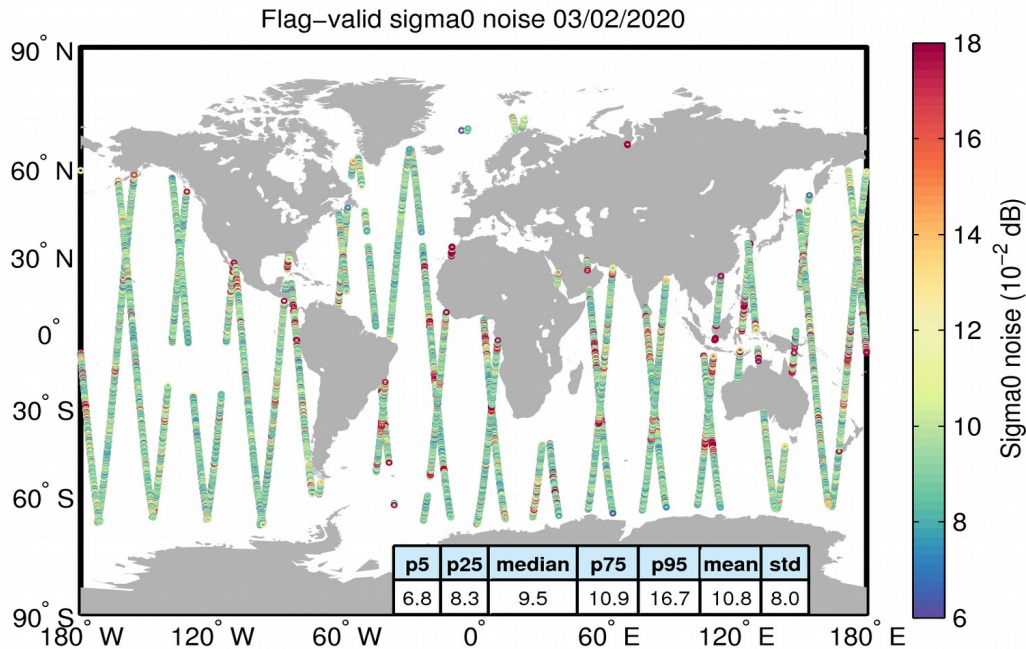 Flag−valid sigma0 noise 03/02/2020
90° N
60° N
30° N
0°
30° S
60° S
90° S
180° W
120° W
60° W
0°
60° E
120° E
180° E
p5 p25 median p75 p95 mean std
6.8 8.3 9.5 10.9 16.7 10.8 8.0
18
16
14
12
10
8
6
Sigma0 noise (10⁻² dB)